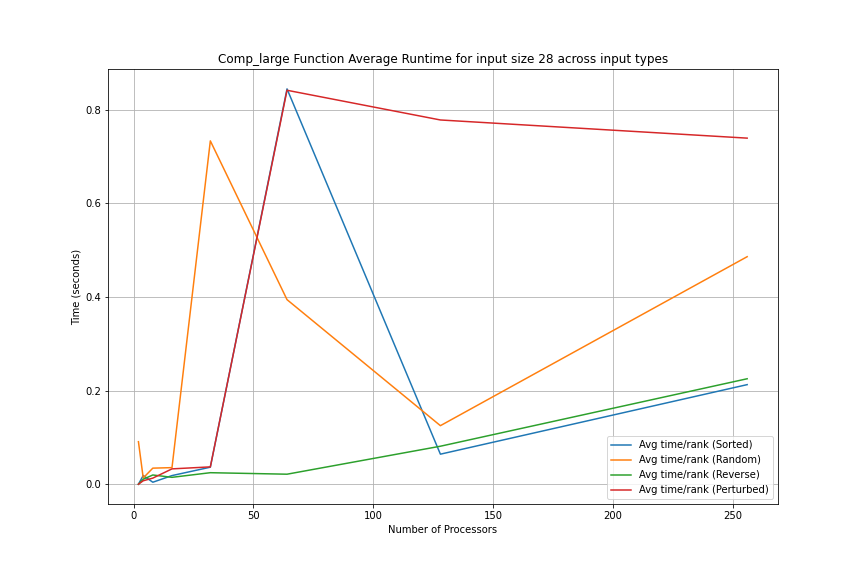 Comp_large Function Average Runtime for input size 28 across input types
Time (seconds)
0.8
0.6
0.4
0.2
0.0
0
50
100
150
200
250
Number of Processors
Avg time/rank (Sorted)
Avg time/rank (Random)
Avg time/rank (Reverse)
Avg time/rank (Perturbed)